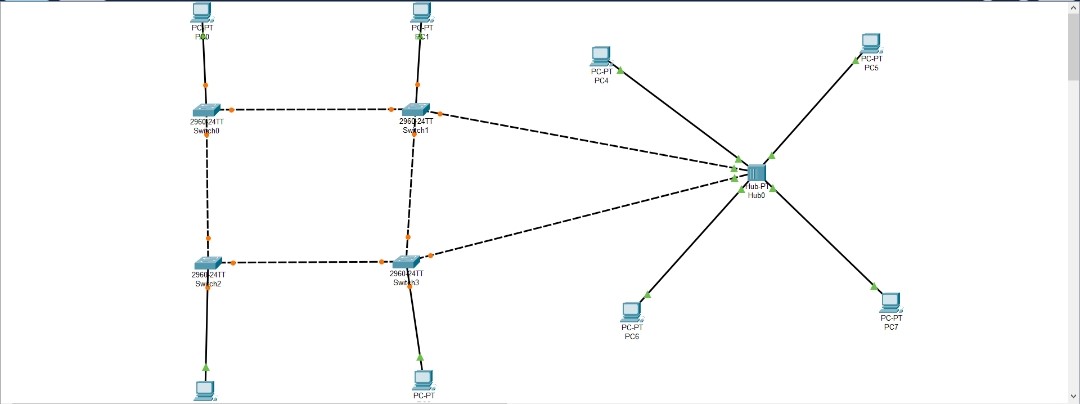 PC-PT
PC0
PC-PT
PC1
PC-PT
PC4
PC-PT
PC5
2960-24TT
Switch0
2960-24TT
Switch1
Hub-PT
Hub0
2960-24TT
Switch2
2960-24TT
Switch3
PC-PT
PC6
PC-PT
PC7
PC-PT